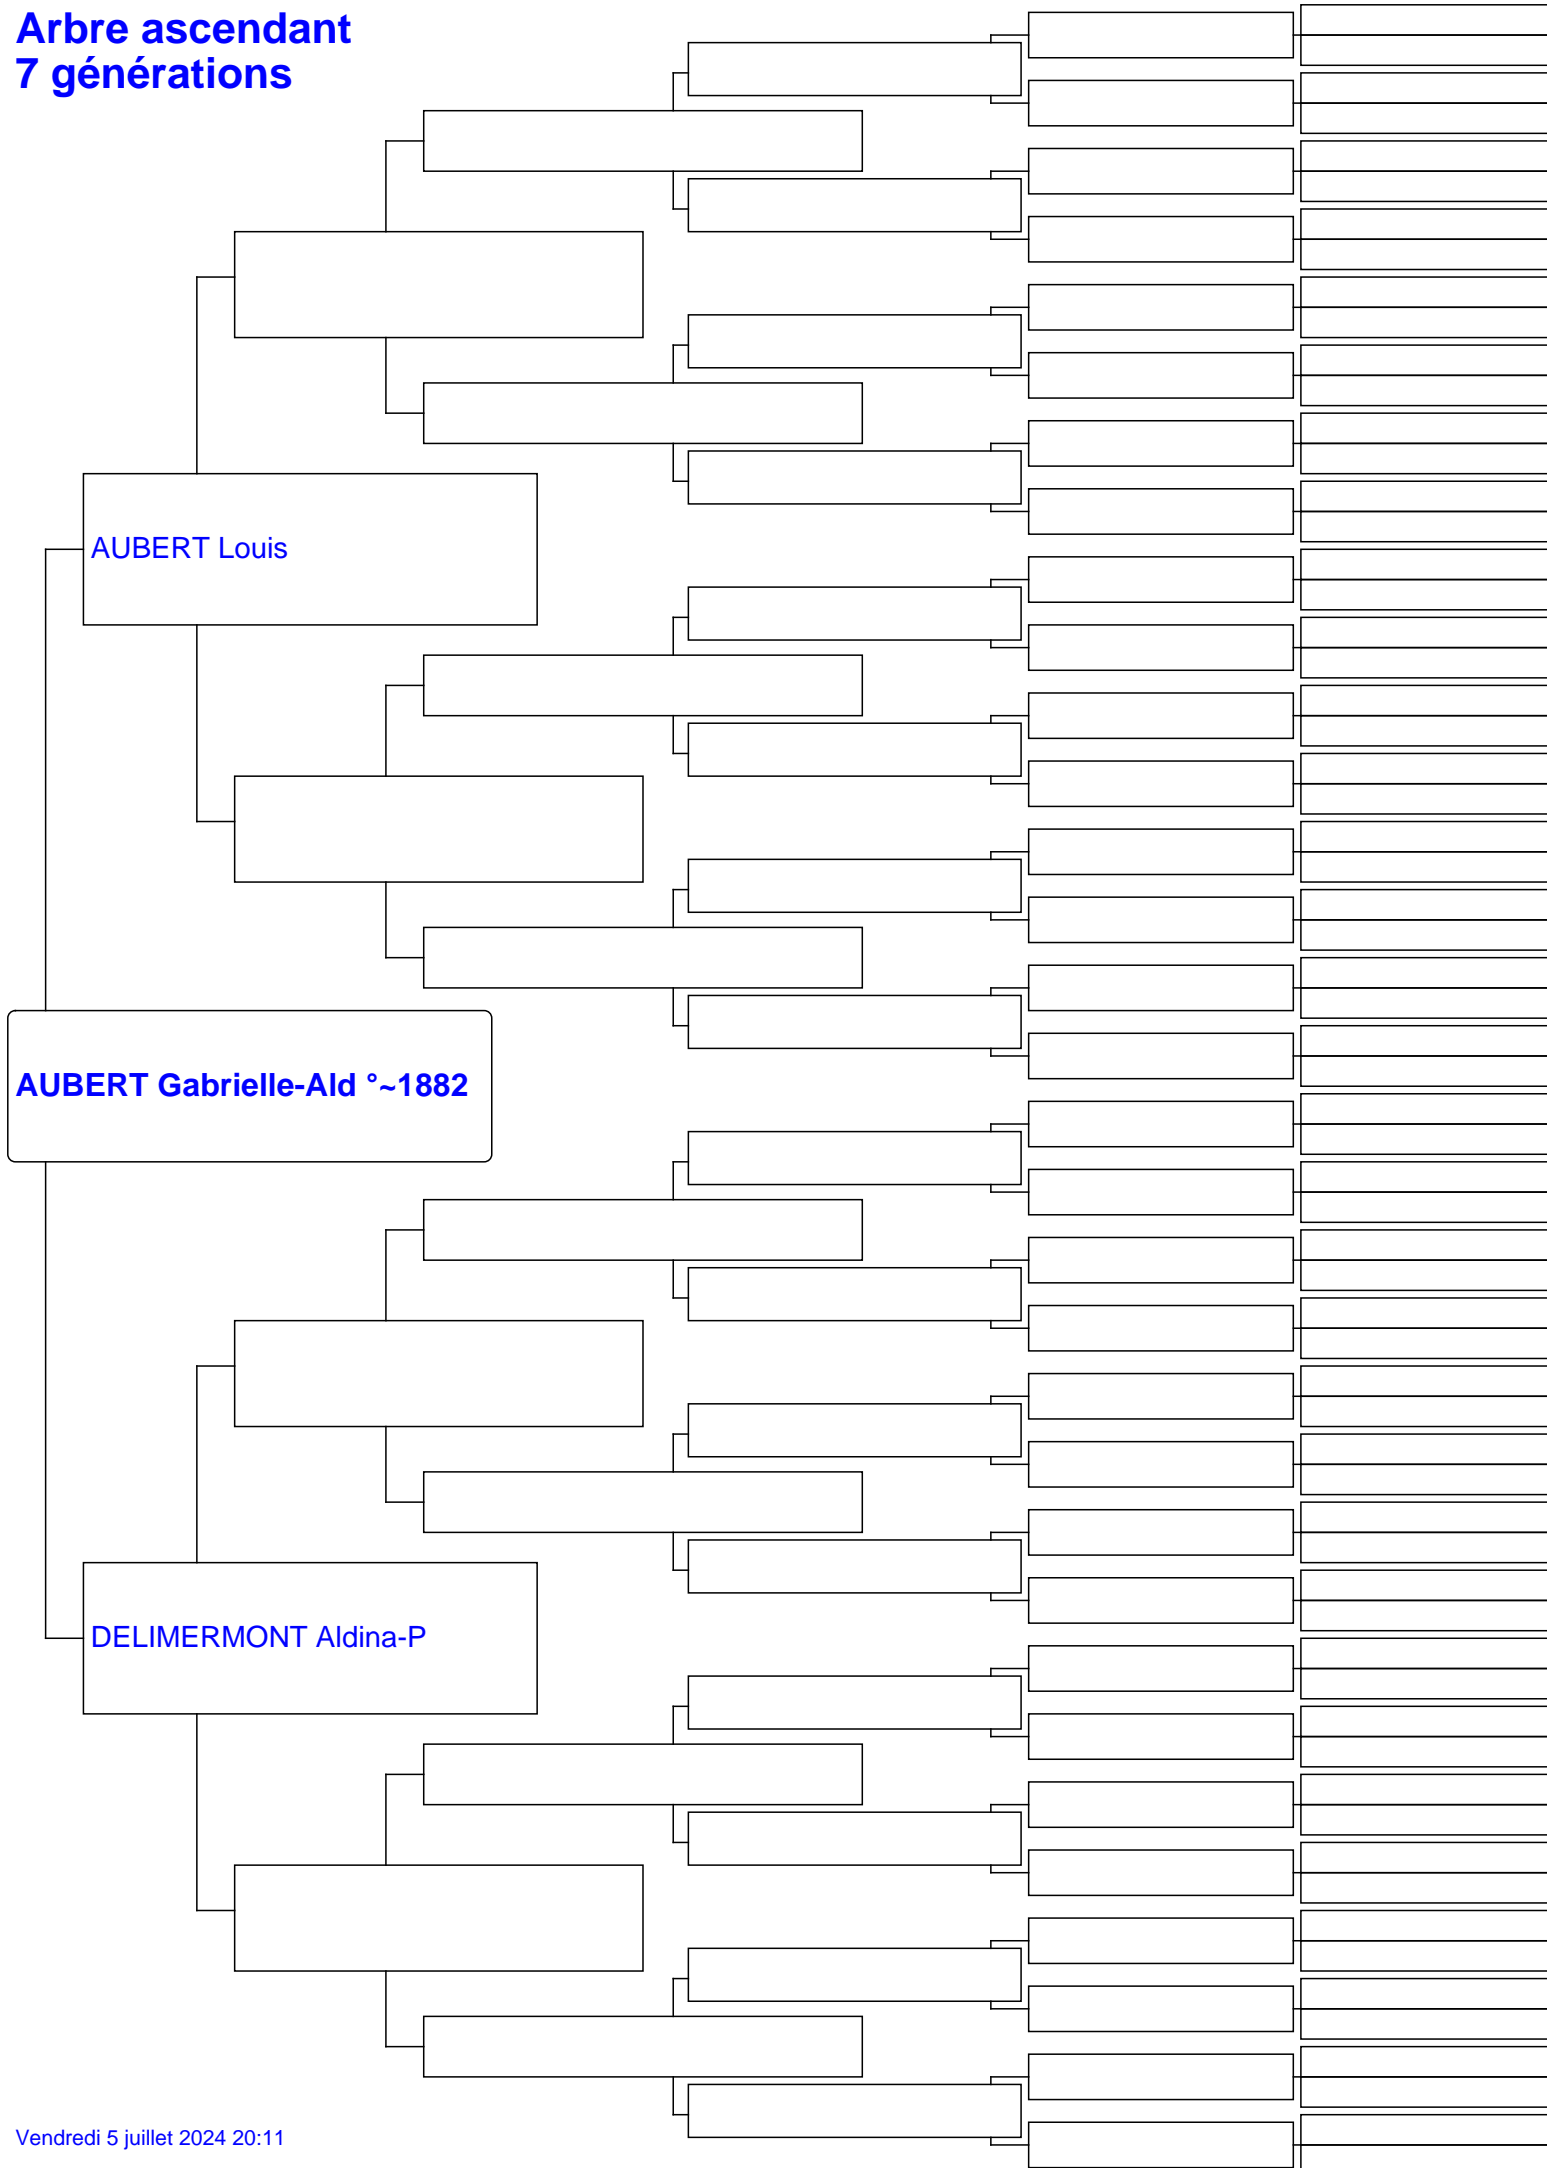 Arbre ascendant
7 générations
AUBERT Louis
AUBERT Gabrielle-Ald °~1882
DELIMERMONT Aldina-P
Vendredi 5 juillet 2024 20:11